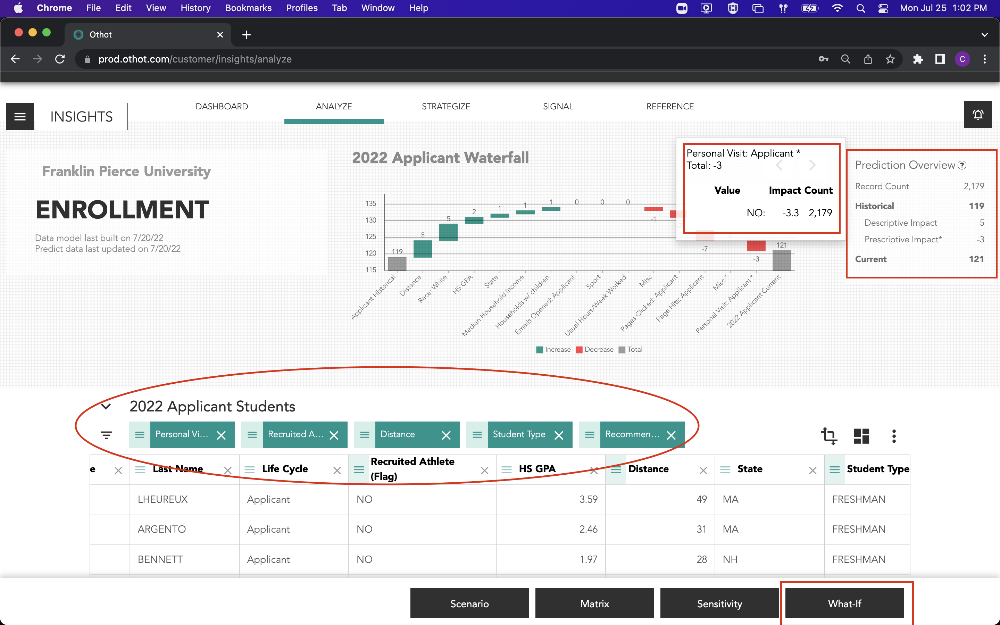 Chrome File Edit View History Bookmarks Profiles Tab Window Help Mon Jul 25 1:02 PM
Othot
prod.othot.com/customer/insights/analyze
C
INSIGHTS
DASHBOARD ANALYZE STRATEGIZE SIGNAL REFERENCE
Franklin Pierce University
ENROLLMENT
Data model last built on 7/20/22
Predict data last updated on 7/20/22
2022 Applicant Waterfall
135
130
125
120
115
119
5
5
2
1
1
1
0
0
0
-1
-2
-7
0
-3
121
Applicant Historical
Distance
Race: White
HS GPA
State
Median Household Income
Households w/ children
Emails Opened: Applicant
Sport
Usual Hours/Week Worked
Misc
Pages Clicked: Applicant
Page Hits: Applicant
Misc *
Personal Visit: Applicant *
2022 Applicant Current
Increase Decrease Total
Personal Visit: Applicant *
Total: -3
Value Impact Count
NO: -3.3 2,179
Prediction Overview ?
Record Count 2,179
Historical 119
Descriptive Impact 5
Prescriptive Impact* -3
Current 121
2022 Applicant Students
Personal Vi... Recruited A... Distance Student Type Recommen...
e Last Name Life Cycle Recruited Athlete (Flag) HS GPA Distance State Student Type
LHEUREUX Applicant NO 3.59 49 MA FRESHMAN
ARGENTO Applicant NO 2.46 31 MA FRESHMAN
BENNETT Applicant NO 1.97 28 NH FRESHMAN
Scenario Matrix Sensitivity What-If